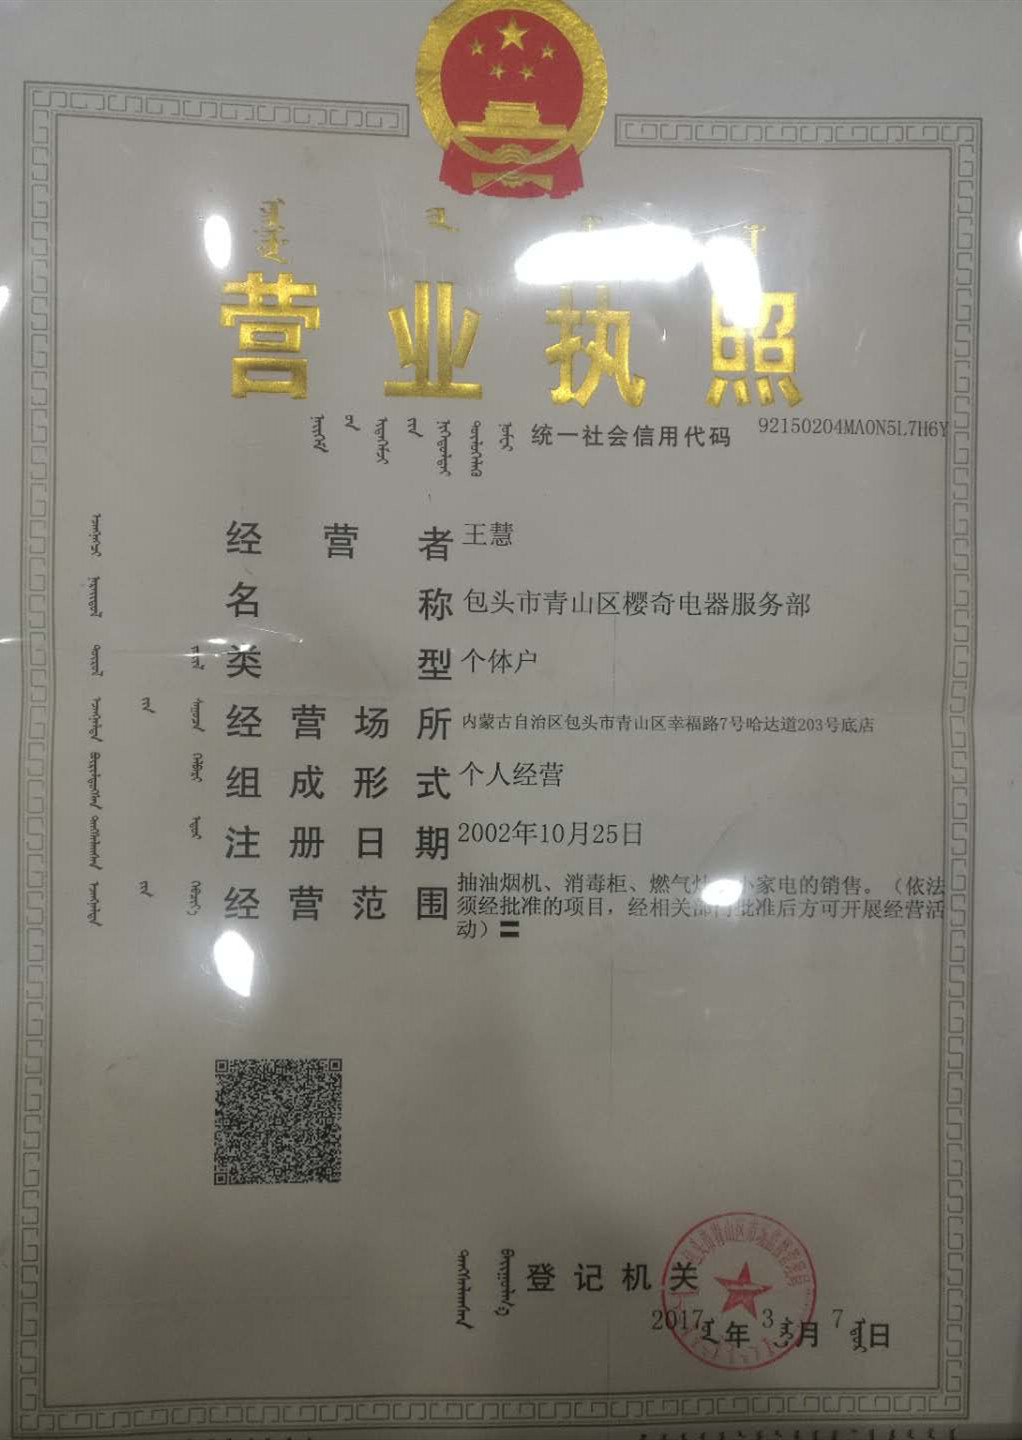 营业执照
统一社会信用代码 92150204MA0N5L7H6Y
经营者 王慧
名称 包头市青山区樱奇电器服务部
类型 个体户
经营场所 内蒙古自治区包头市青山区幸福路7号哈达道203号底店
组成形式 个人经营
注册日期 2002年10月25日
经营范围 抽油烟机、消毒柜、燃气灶、小家电的销售。（依法
须经批准的项目，经相关部门批准后方可开展经营活
动）〓
登记机关
2017年3月7日